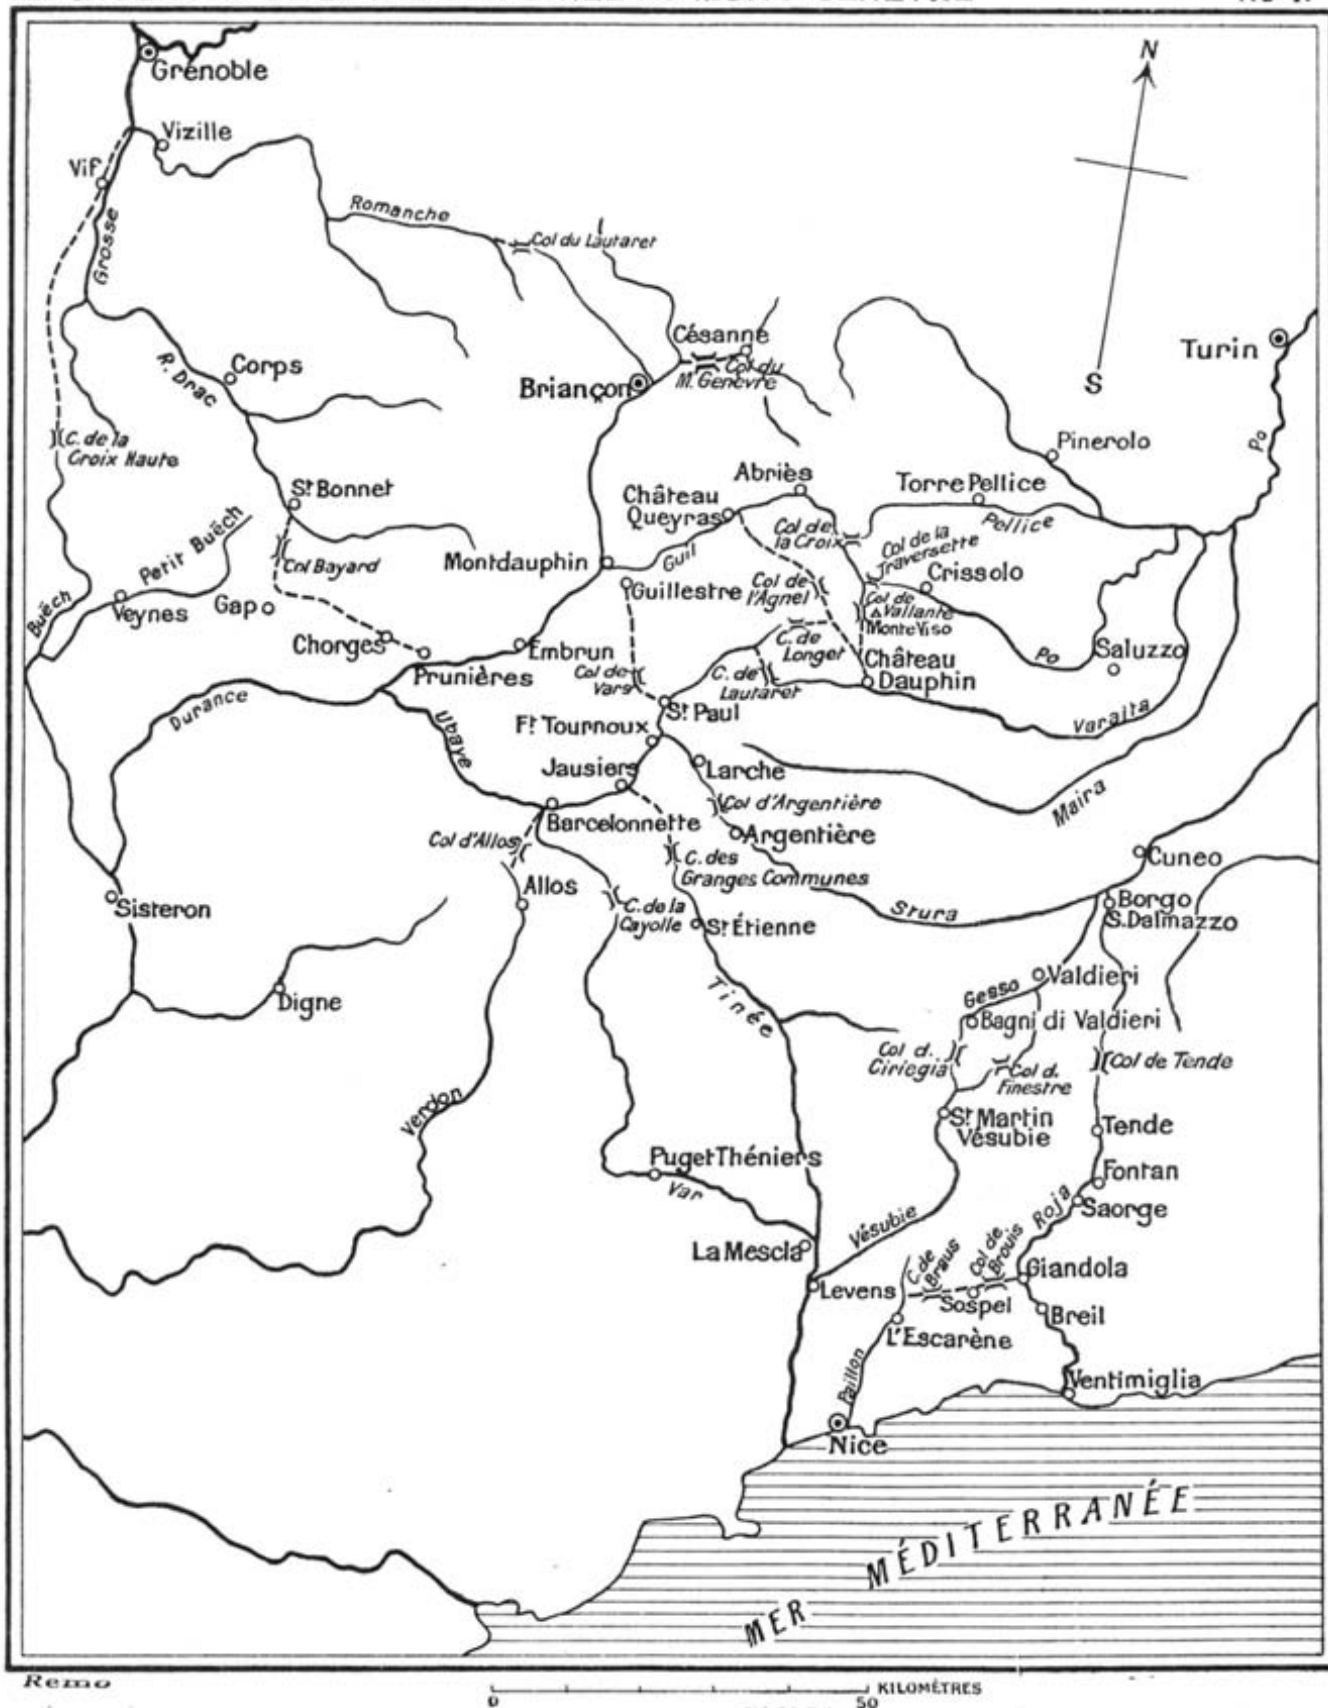 N
Grenoble
Vizille
Vif
Grosse
Romanche
Col du Lautaret
Césanne
Turin
Col du
M. Genèvre
Briançon
S
R. Drac
Corps
Po
C. de la
Croix Haute
Pinerolo
Abriès
Torre Pellice
St Bonnet
Château
Queyras
Pellice
Col de
la Croix
Petit Buëch
Col de la
Traversette
Montdauphin
Guil
Col Bayard
Crissolo
Guillestre
Col de
l'Agnel
Col de
Vallante
Monte Viso
Buëch
Veynes
Gap
Chorges
Embrun
C. de
Longet
Po
Saluzzo
Prunières
Col de
Vars
C. de
Lautaret
Château
Dauphin
Durance
Ubaye
St Paul
Varaita
Ft Tournoux
Jausiers
Larche
Maira
Col d'Argentière
Barcelonnette
Argentière
Col d'Allos
Cuneo
C. des
Granges Communes
Allos
Sisteron
C. de la
Cayolle
Stura
Borgo
S. Dalmazzo
St Étienne
Valdieri
Digne
Tinée
Gesso
Bagni di Valdieri
Col d.
Ciriegia
Col d.
Finestre
Col de Tende
Verdon
St Martin
Vésubie
Tende
Puget Théniers
Fontan
Var
Roja
Saorge
Vésubie
La Mescla
C. de
Braus
Col de
Brouis
Giandola
Levens
Sospel
Breil
L'Escarène
Paillon
Ventimiglia
Nice
MER MÉDITERRANÉE
Remo
KILOMÈTRES
0 50